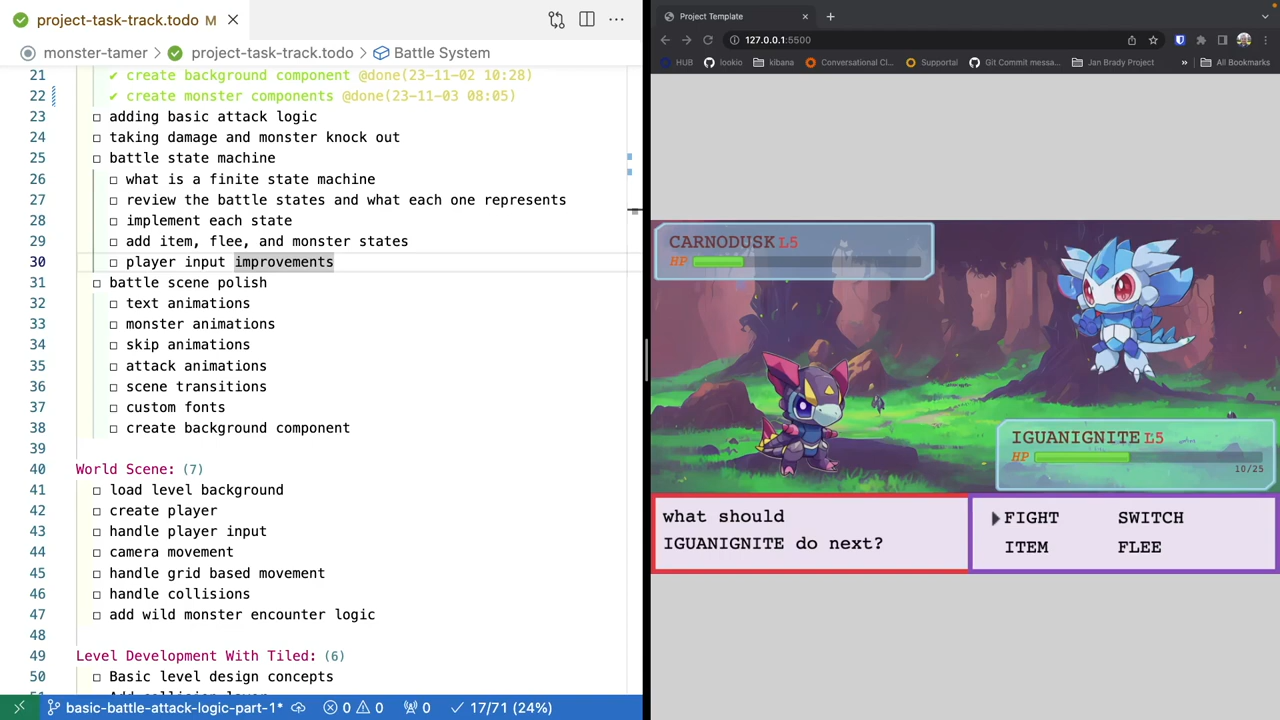 project-task-track.todo M
monster-tamer > project-task-track.todo > Battle System
21 ✔ create background component @done(23-11-02 10:28)
22 ✔ create monster components @done(23-11-03 08:05)
23 ☐ adding basic attack logic
24 ☐ taking damage and monster knock out
25 ☐ battle state machine
26 ☐ what is a finite state machine
27 ☐ review the battle states and what each one represents
28 ☐ implement each state
29 ☐ add item, flee, and monster states
30 ☐ player input improvements
31 ☐ battle scene polish
32 ☐ text animations
33 ☐ monster animations
34 ☐ skip animations
35 ☐ attack animations
36 ☐ scene transitions
37 ☐ custom fonts
38 ☐ create background component
39
40 World Scene: (7)
41 ☐ load level background
42 ☐ create player
43 ☐ handle player input
44 ☐ camera movement
45 ☐ handle grid based movement
46 ☐ handle collisions
47 ☐ add wild monster encounter logic
48
49 Level Development With Tiled: (6)
50 ☐ Basic level design concepts
basic-battle-attack-logic-part-1* 0 0 0 17/71 (24%)
Project Template
127.0.0.1:5500
HUB lookio kibana Conversational Cl... Supportal Git Commit messa... Jan Brady Project » All Bookmarks
CARNODUSK L5
HP
IGUANIGNITE L5
HP
10/25
what should
IGUANIGNITE do next?
FIGHT SWITCH
ITEM FLEE